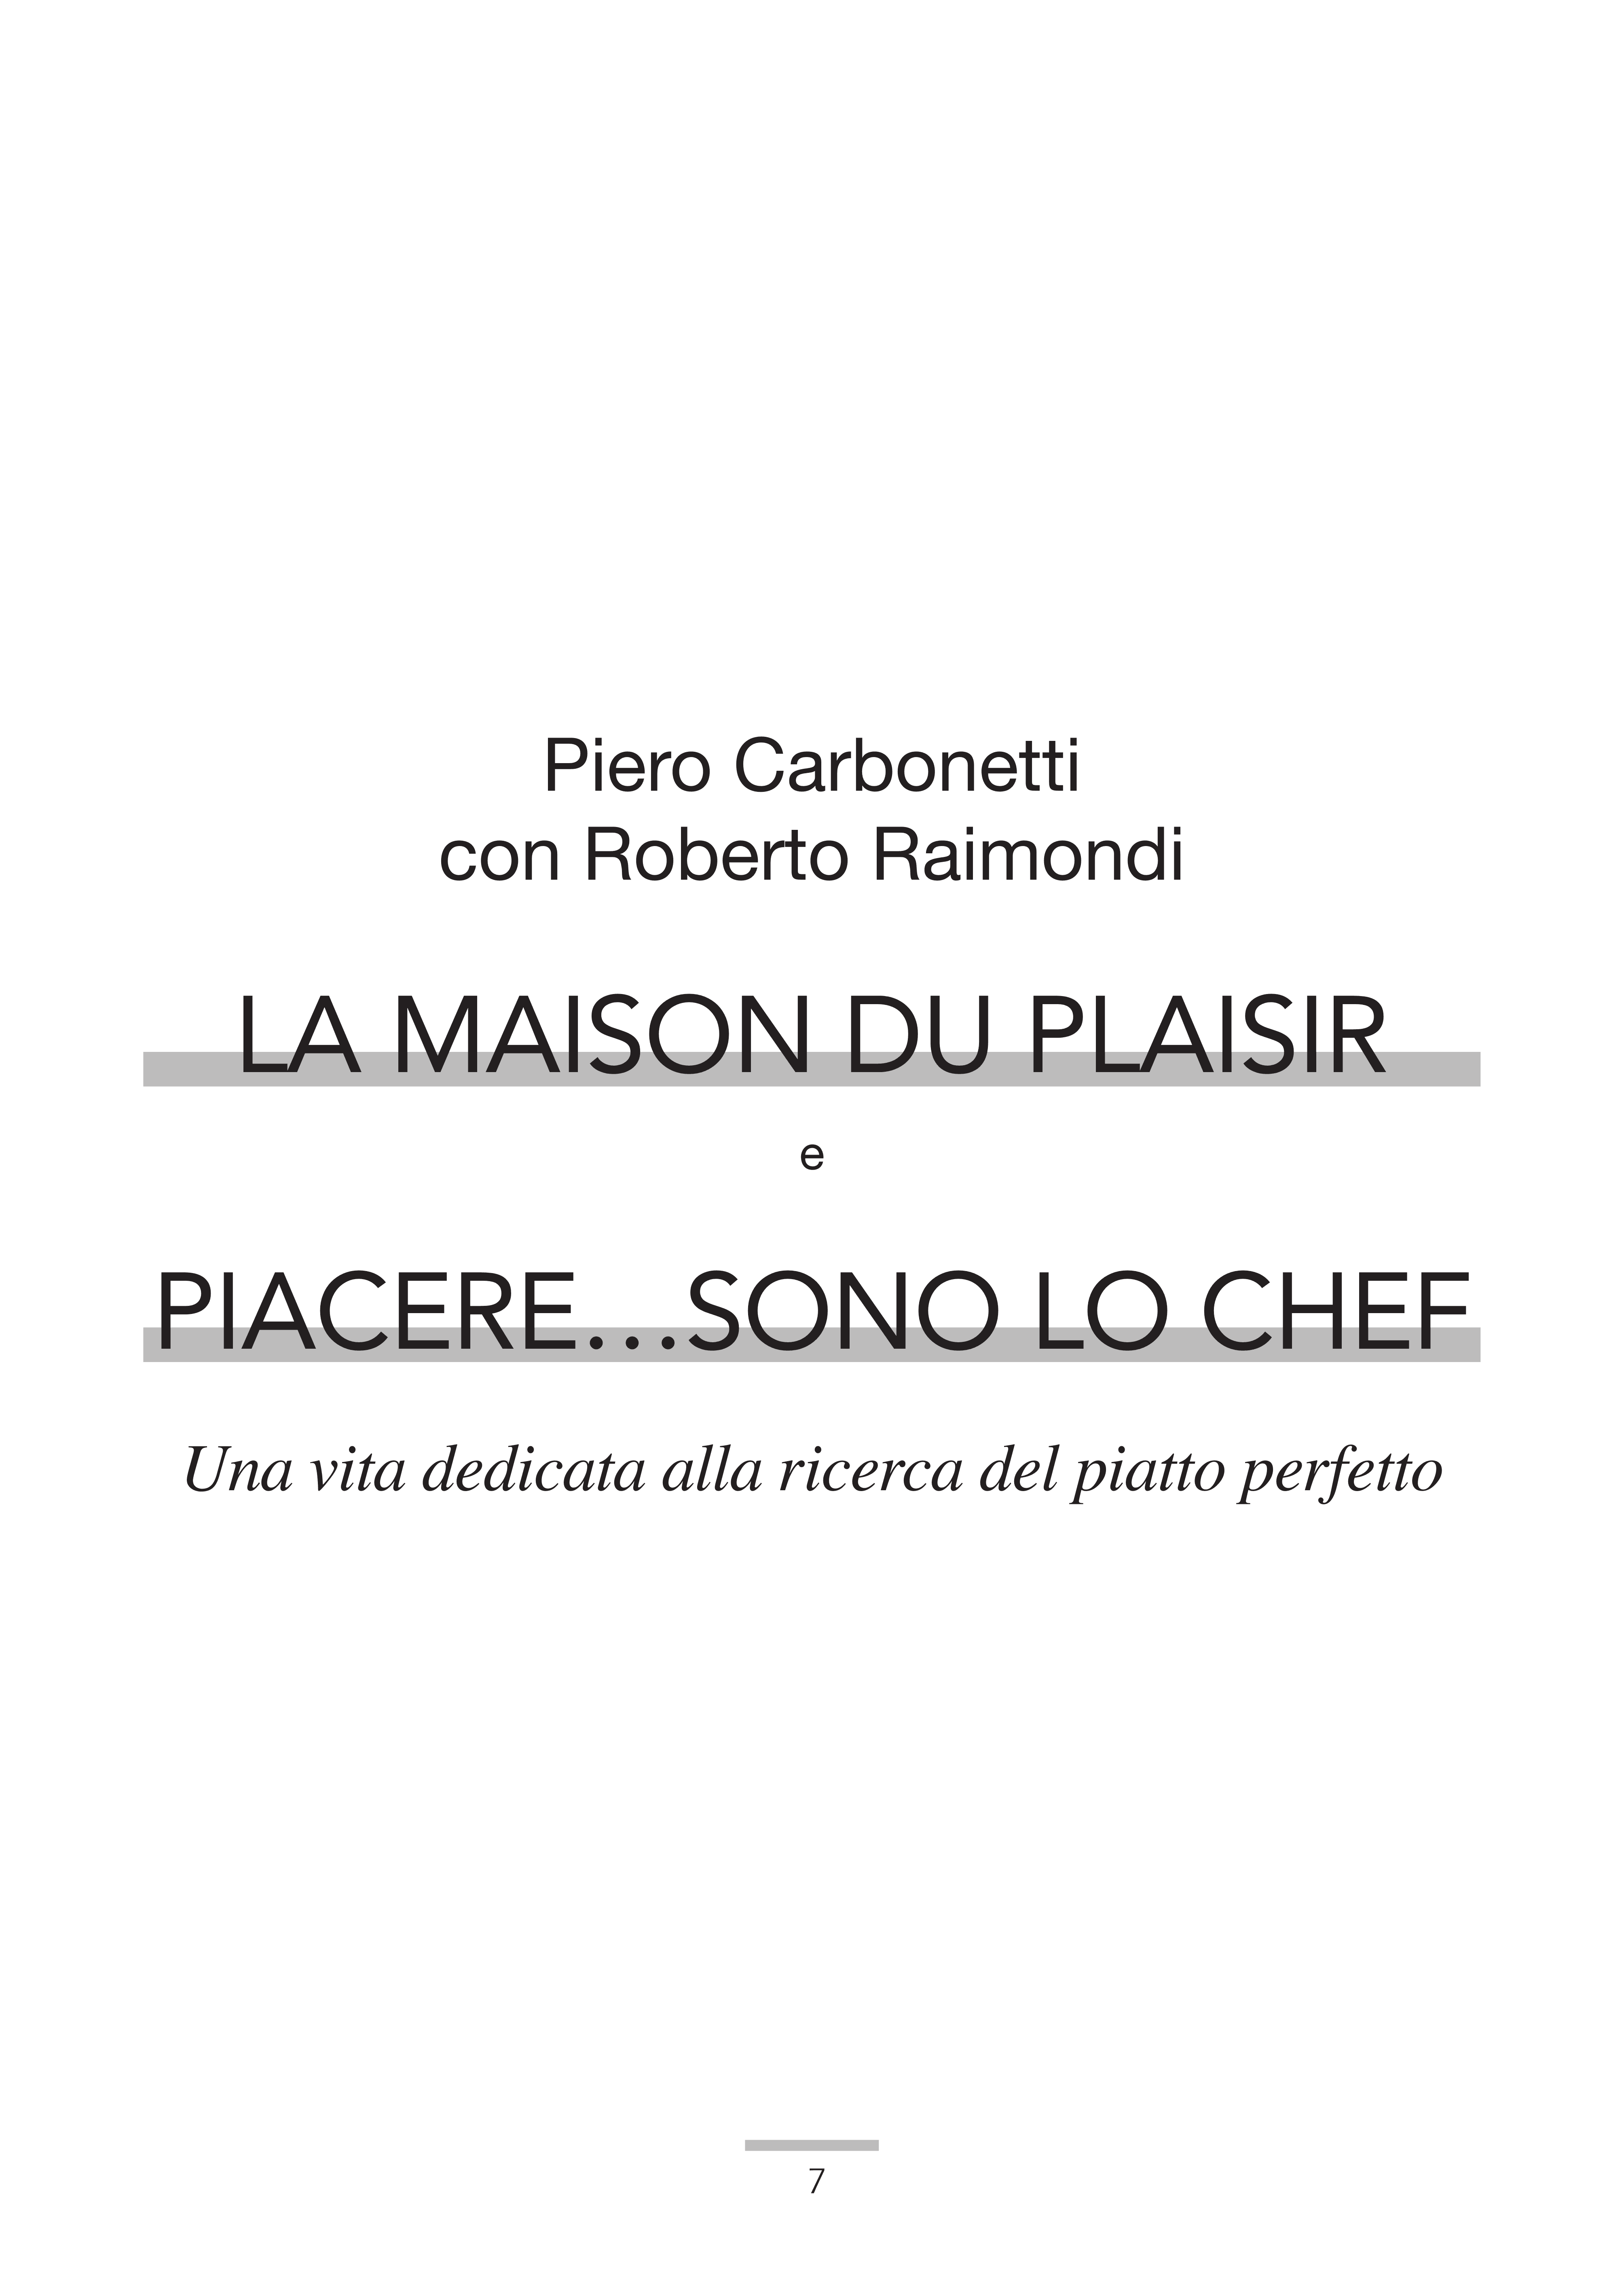 Piero Carbonetti
con Roberto Raimondi
LA MAISON DU PLAISIR
e
PIACERE...SONO LO CHEF
Una vita dedicata alla ricerca del piatto perfetto
7